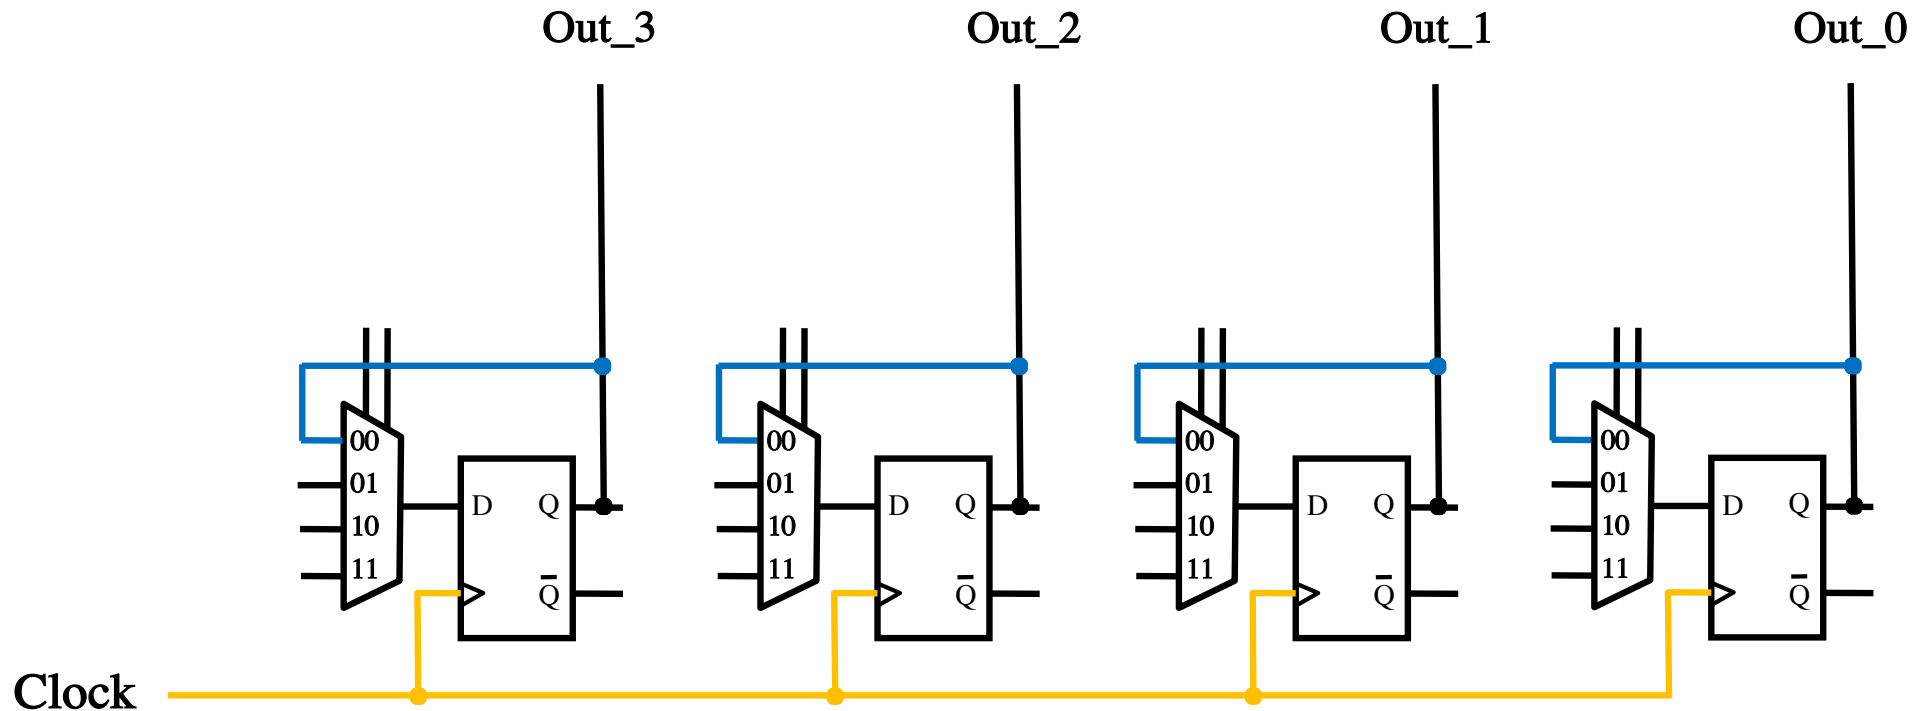 Out_3 Out_2 Out_1 Out_0
00 00 00 00
01 01 01 01
D Q D Q D Q D Q
10 10 10 10
11 11 11 11
Q̅ Q̅ Q̅ Q̅
Clock